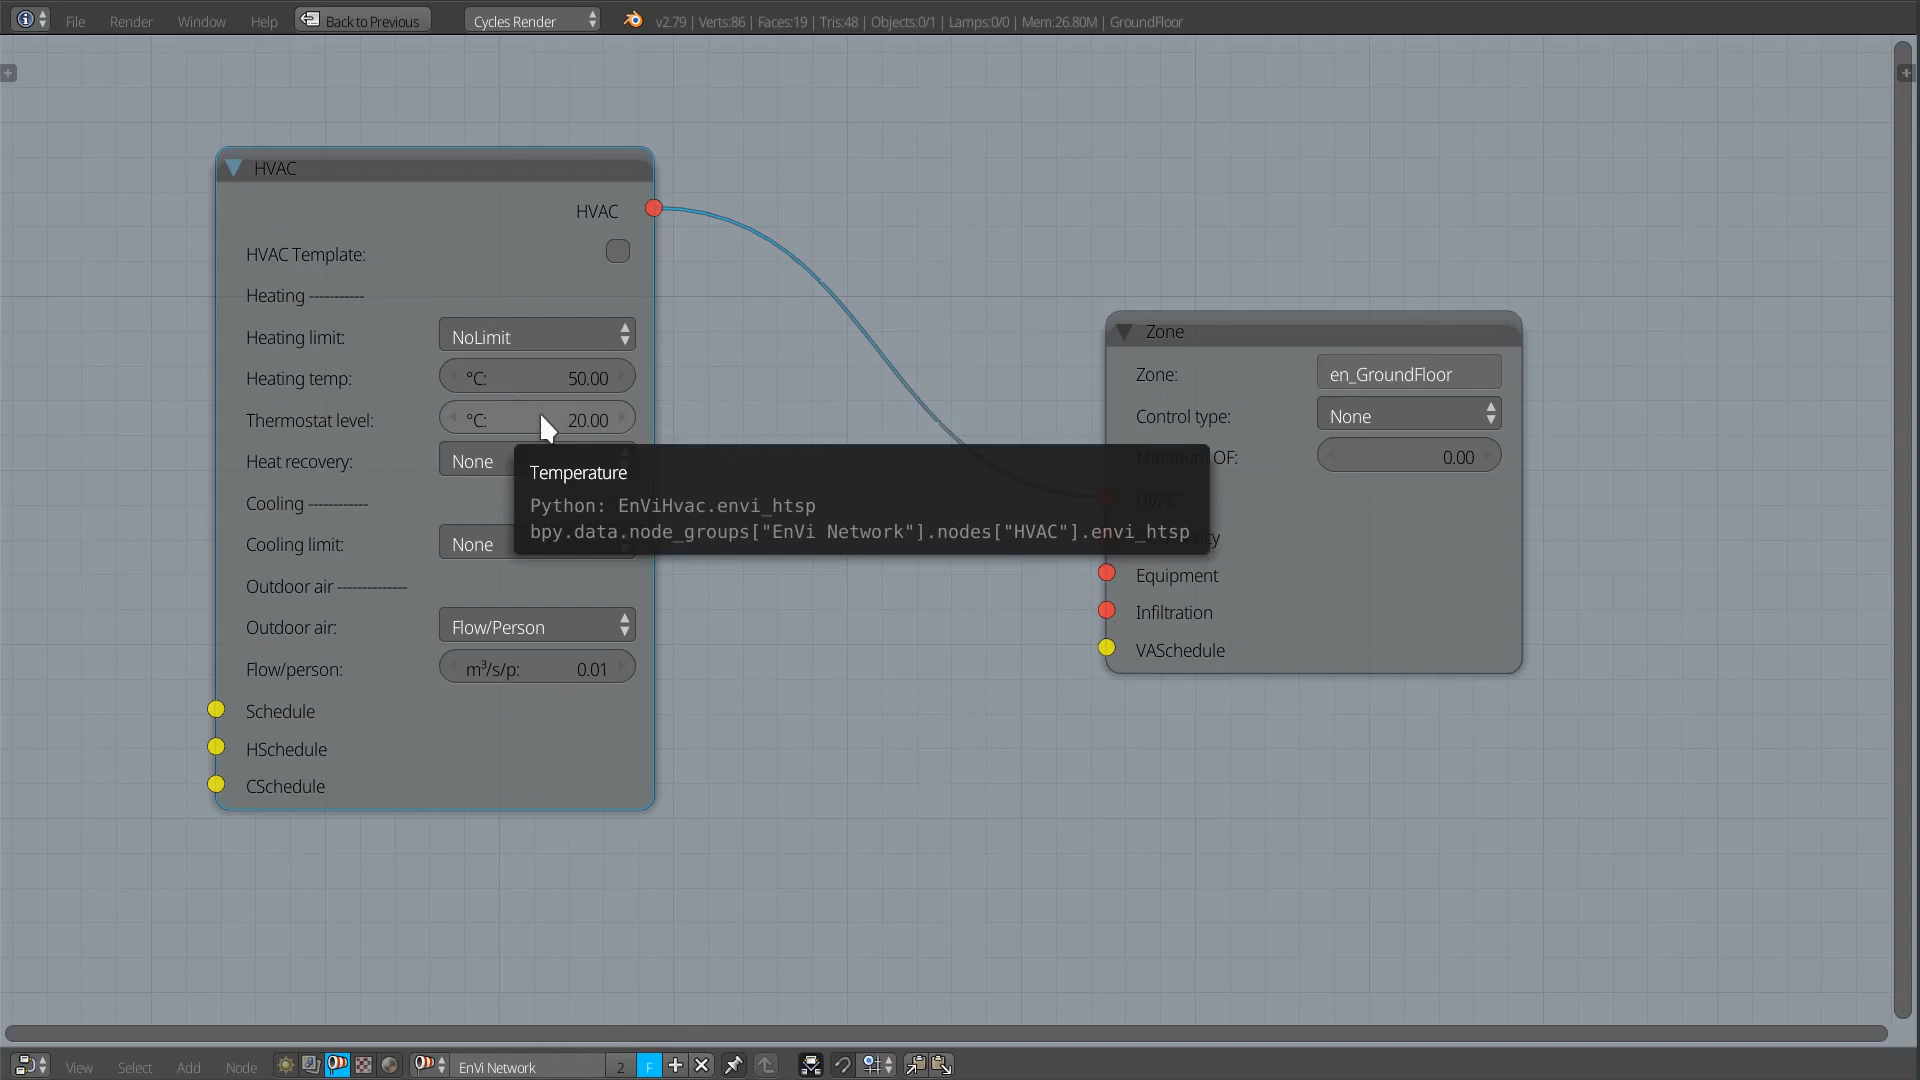 File Render Window Help Back to Previous Cycles Render v2.79 | Verts:86 | Faces:19 | Tris:48 | Objects:0/1 | Lamps:0/0 | Mem:26.80M | GroundFloor
HVAC
HVAC
HVAC Template:
Heating -----------
Heating limit: NoLimit
Heating temp: °C: 50.00
Thermostat level: °C: 20.00
Heat recovery: None
Cooling ------------
Cooling limit: None
Outdoor air --------------
Outdoor air: Flow/Person
Flow/person: m³/s/p: 0.01
Schedule
HSchedule
CSchedule
Temperature
Python: EnViHvac.envi_htsp
bpy.data.node_groups["EnVi Network"].nodes["HVAC"].envi_htsp
Zone
Zone: en_GroundFloor
Control type: None
Minimum OF: 0.00
HVAC
Equipment
Infiltration
VASchedule
View Select Add Node EnVi Network 2 F